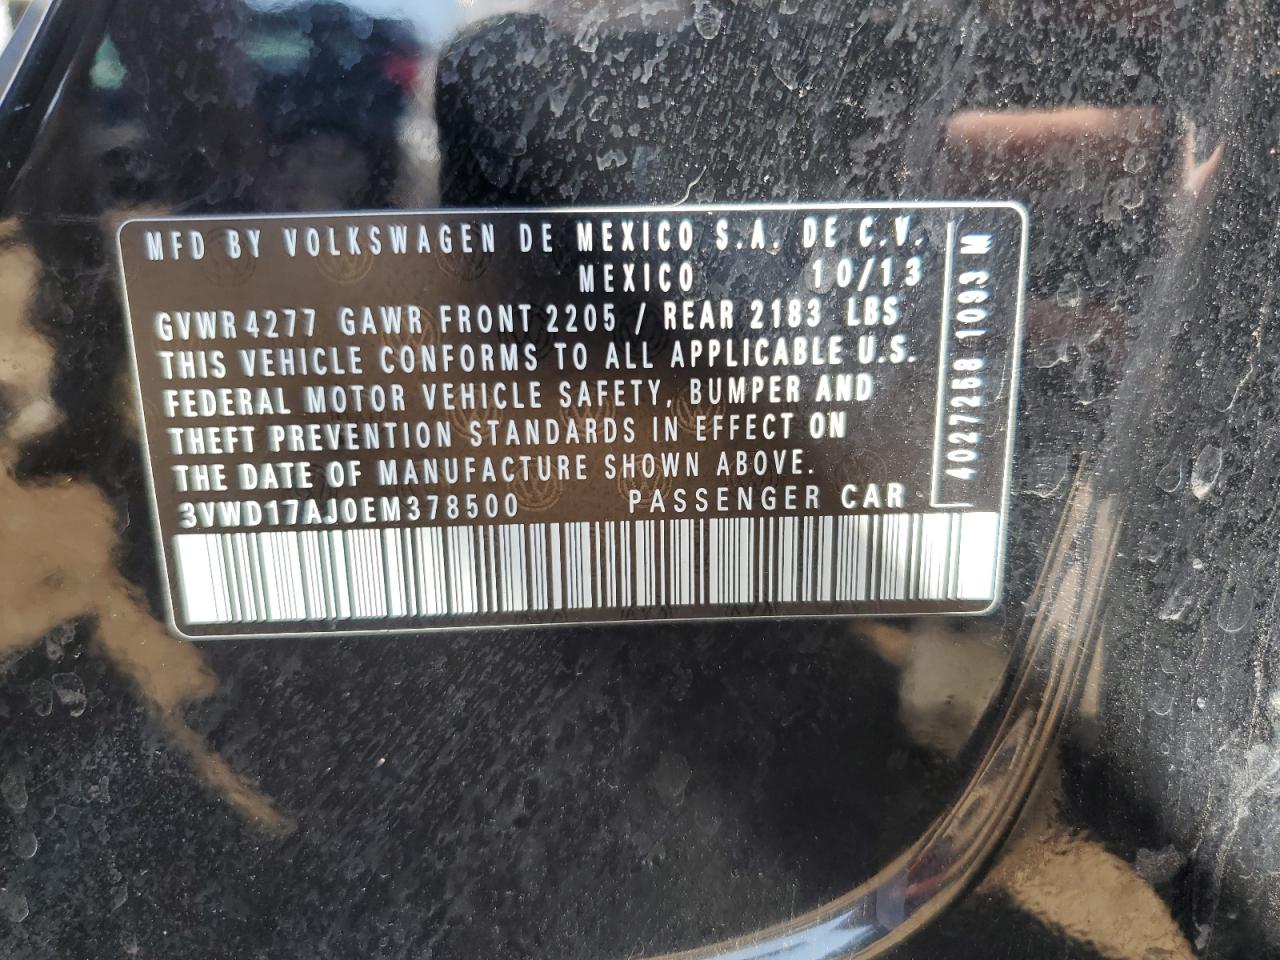 MFD BY VOLKSWAGEN DE MEXICO S.A. DE C.V.
MEXICO 10/13
GVWR 4277 GAWR FRONT 2205 / REAR 2183 LBS
THIS VEHICLE CONFORMS TO ALL APPLICABLE U.S.
FEDERAL MOTOR VEHICLE SAFETY, BUMPER AND
THEFT PREVENTION STANDARDS IN EFFECT ON
THE DATE OF MANUFACTURE SHOWN ABOVE.
3VWD17AJ0EM378500 PASSENGER CAR
4027258 1093 M